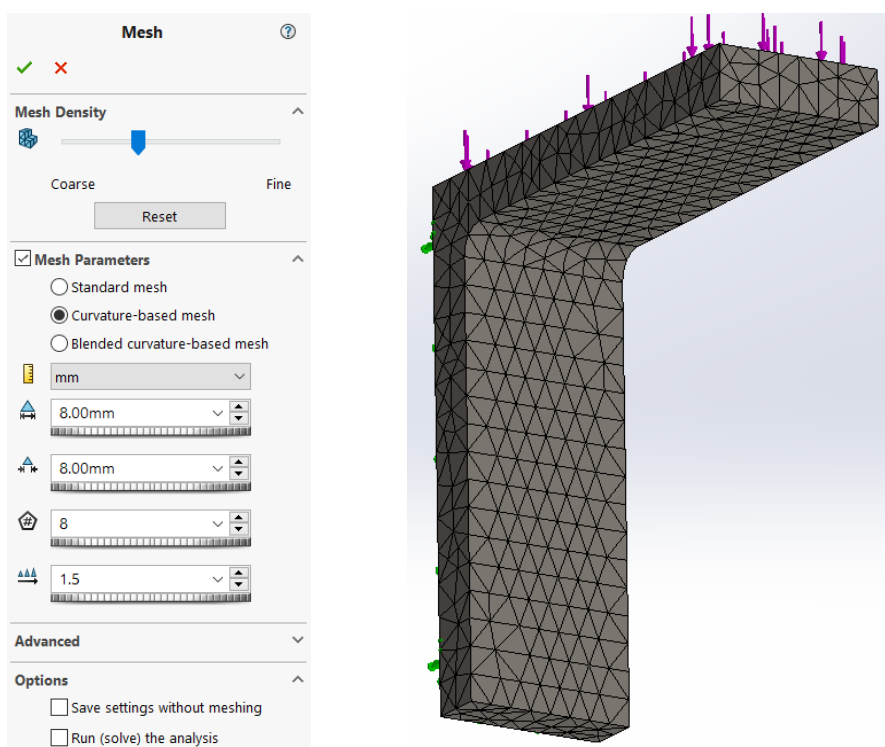 Mesh
Mesh Density
Coarse Fine
Reset
Mesh Parameters
Standard mesh
Curvature-based mesh
Blended curvature-based mesh
mm
8.00mm
8.00mm
8
1.5
Advanced
Options
Save settings without meshing
Run (solve) the analysis